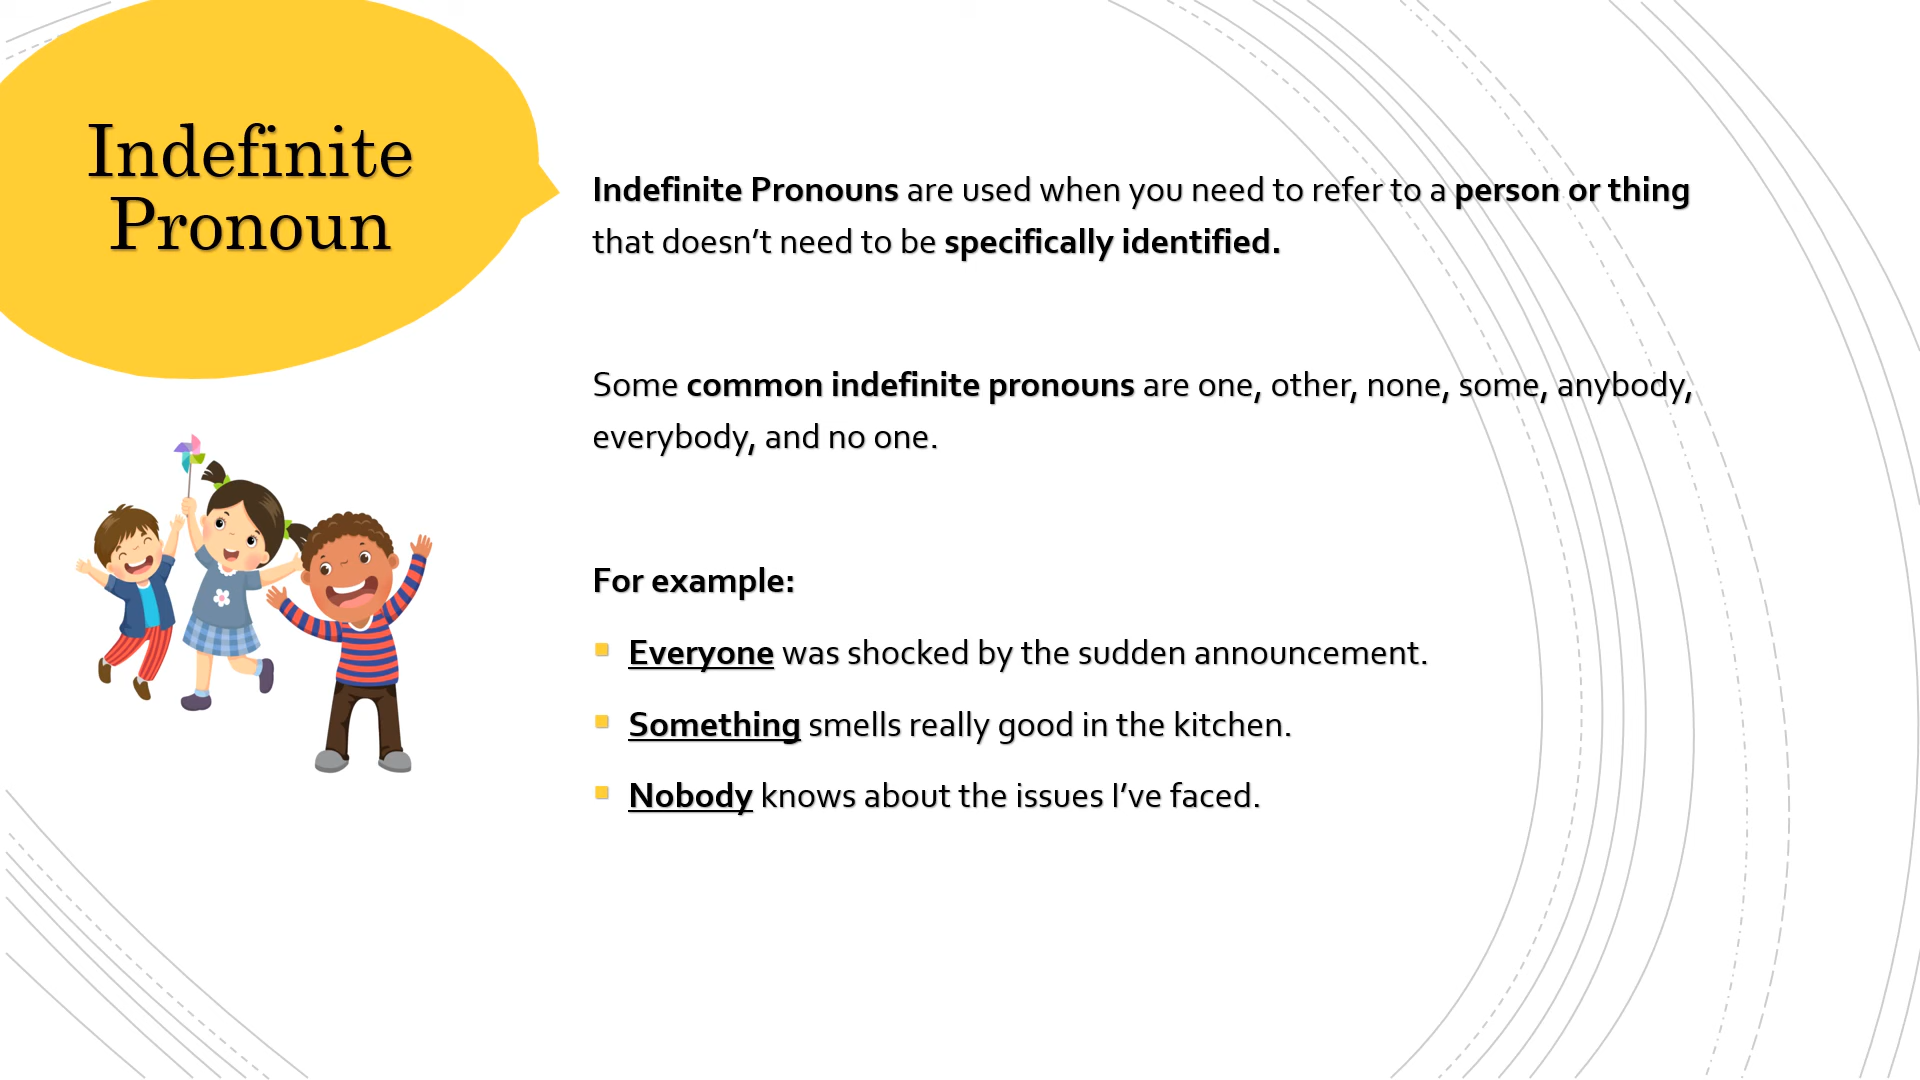 Indefinite
Pronoun
Indefinite Pronouns are used when you need to refer to a person or thing
that doesn’t need to be specifically identified.
Some common indefinite pronouns are one, other, none, some, anybody,
everybody, and no one.
For example:
▪ Everyone was shocked by the sudden announcement.
▪ Something smells really good in the kitchen.
▪ Nobody knows about the issues I’ve faced.